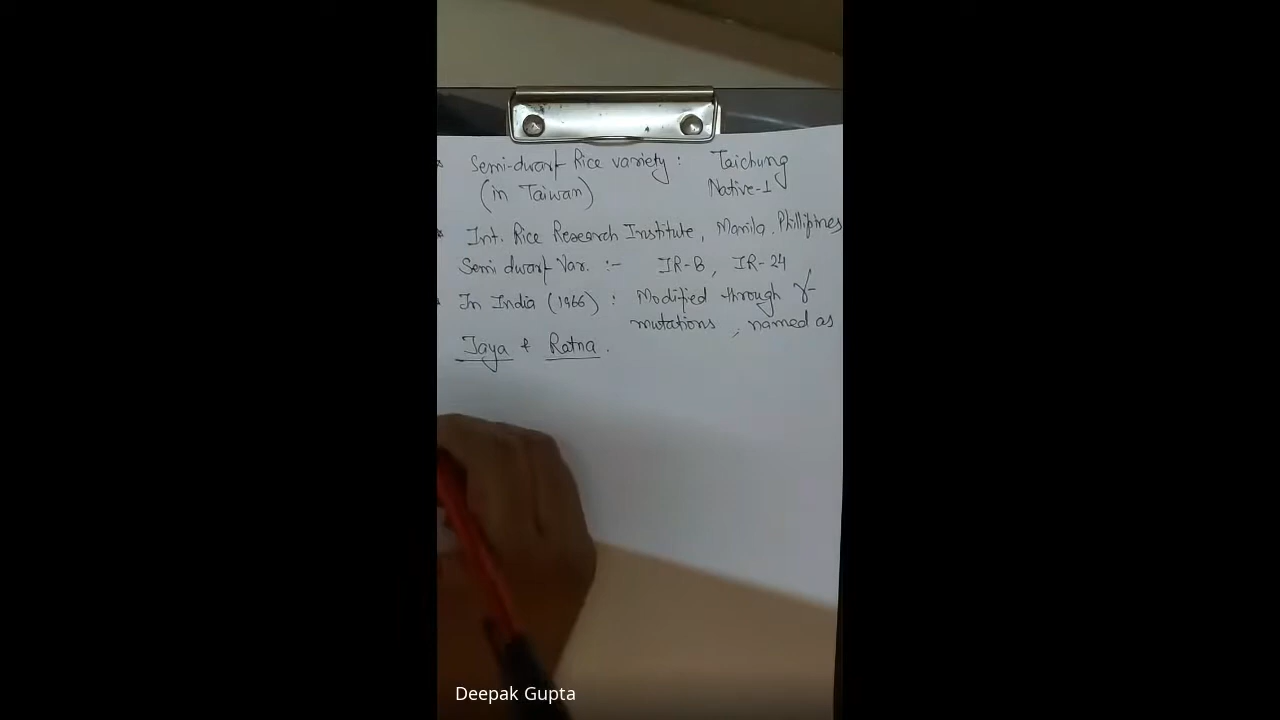 * Semi-dwarf Rice variety : Taichung
(in Taiwan) Native-1
* Int. Rice Research Institute, Manila, Phillipines
Semi dwarf Var. :- IR-8, IR-24
* In India (1966) : Modified through γ-
mutations, named as
Jaya & Ratna.
Deepak Gupta